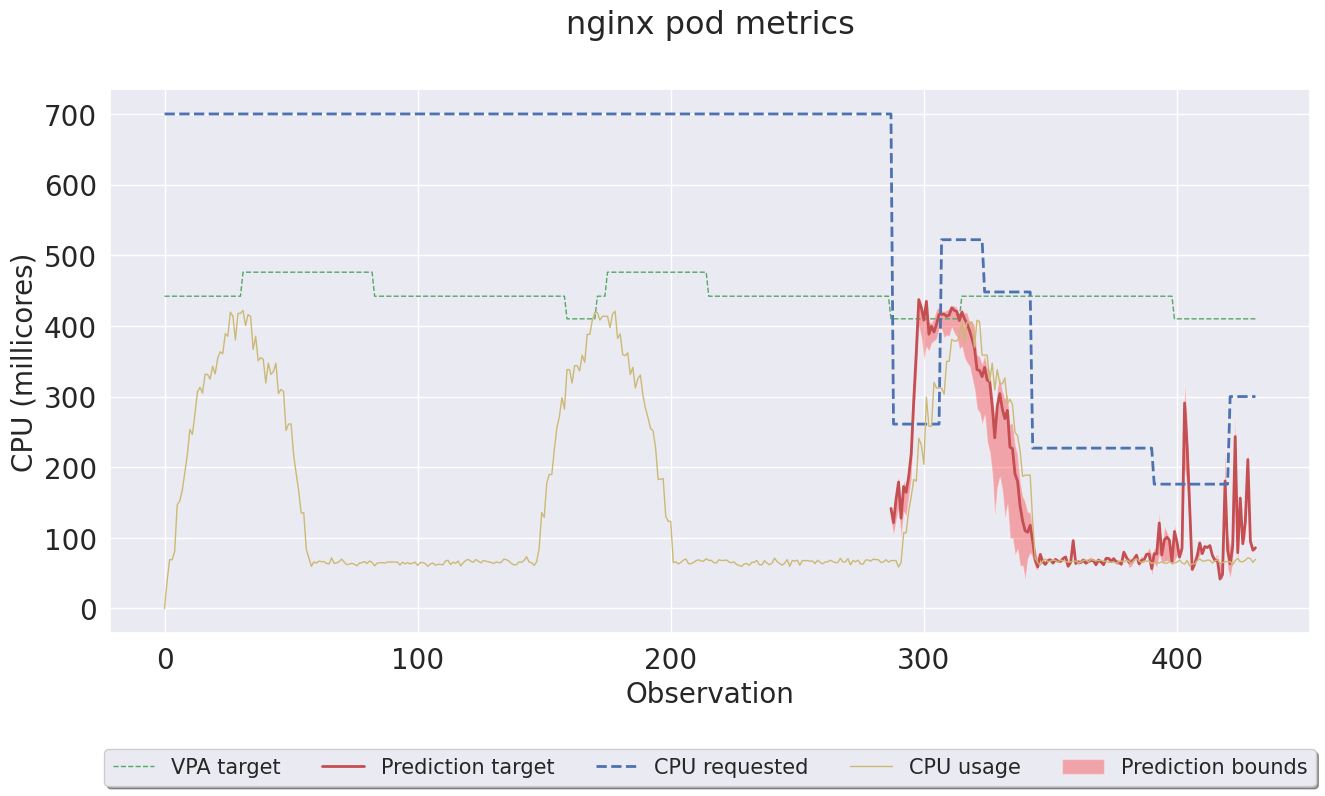 nginx pod metrics
CPU (millicores)
700
600
500
400
300
200
100
0
0 100 200 300 400
Observation
VPA target Prediction target CPU requested CPU usage Prediction bounds